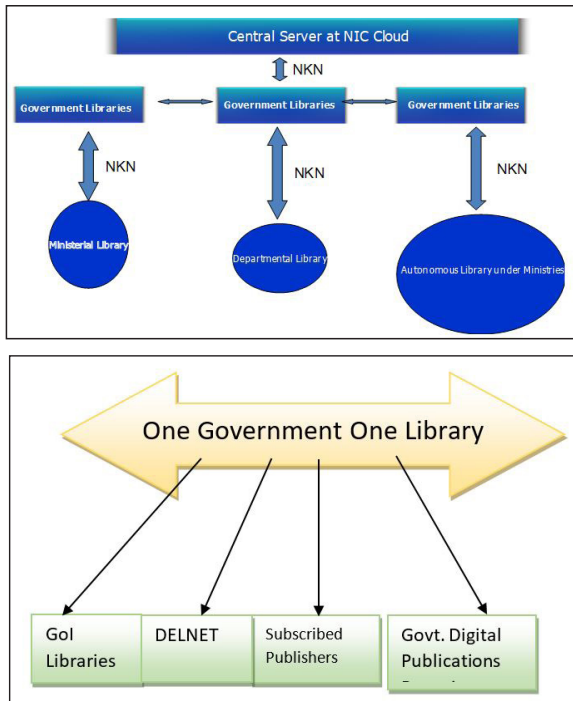 Central Server at NIC Cloud
NKN
Government Libraries
Government Libraries
Government Libraries
NKN
NKN
NKN
Ministerial Library
Departmental Library
Autonomous Library under Ministries
One Government One Library
GoI
Libraries
DELNET
Subscribed
Publishers
Govt. Digital
Publications